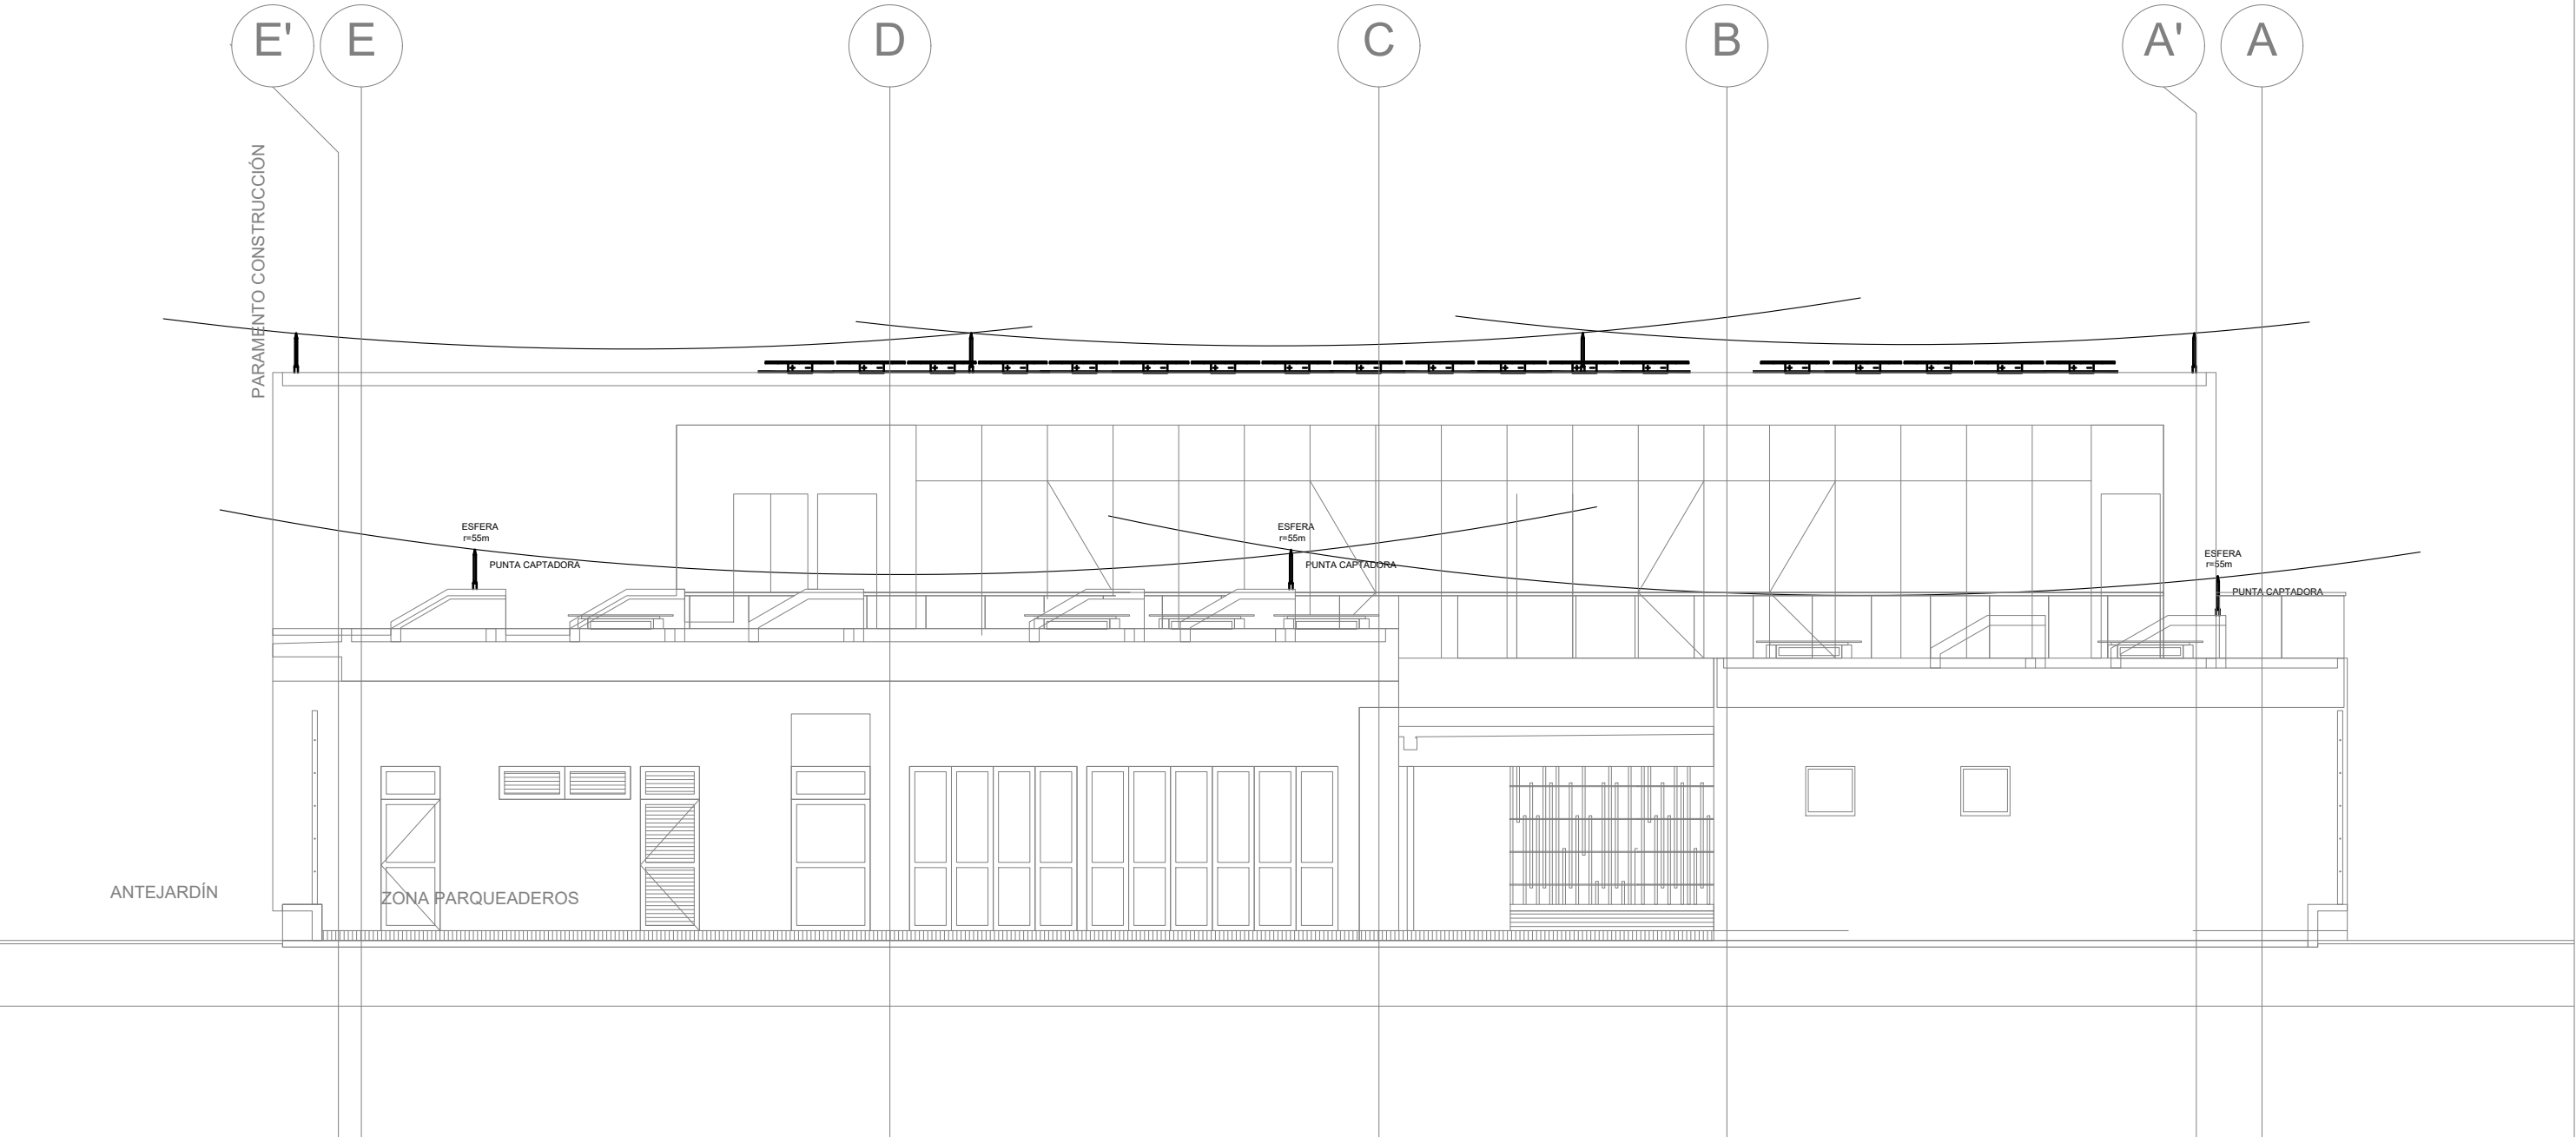 E' E D C B A' A
PARAMENTO CONSTRUCCIÓN
ESFERA
r=55m
PUNTA CAPTADORA
ESFERA
r=55m
PUNTA CAPTADORA
ESFERA
r=55m
PUNTA CAPTADORA
ANTEJARDÍN
ZONA PARQUEADEROS